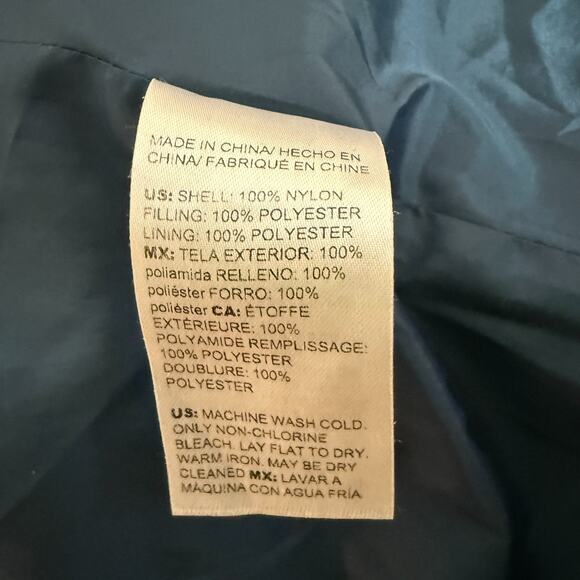 MADE IN CHINA/ HECHO EN
CHINA/ FABRIQUÉ EN CHINE
US: SHELL: 100% NYLON
FILLING: 100% POLYESTER
LINING: 100% POLYESTER
MX: TELA EXTERIOR: 100%
poliamida RELLENO: 100%
poliéster FORRO: 100%
poliéster CA: ÉTOFFE
EXTÉRIEURE: 100%
POLYAMIDE REMPLISSAGE:
100% POLYESTER
DOUBLURE: 100%
POLYESTER
US: MACHINE WASH COLD.
ONLY NON-CHLORINE
BLEACH. LAY FLAT TO DRY.
WARM IRON. MAY BE DRY
CLEANED MX: LAVAR A
MÁQUINA CON AGUA FRÍA.